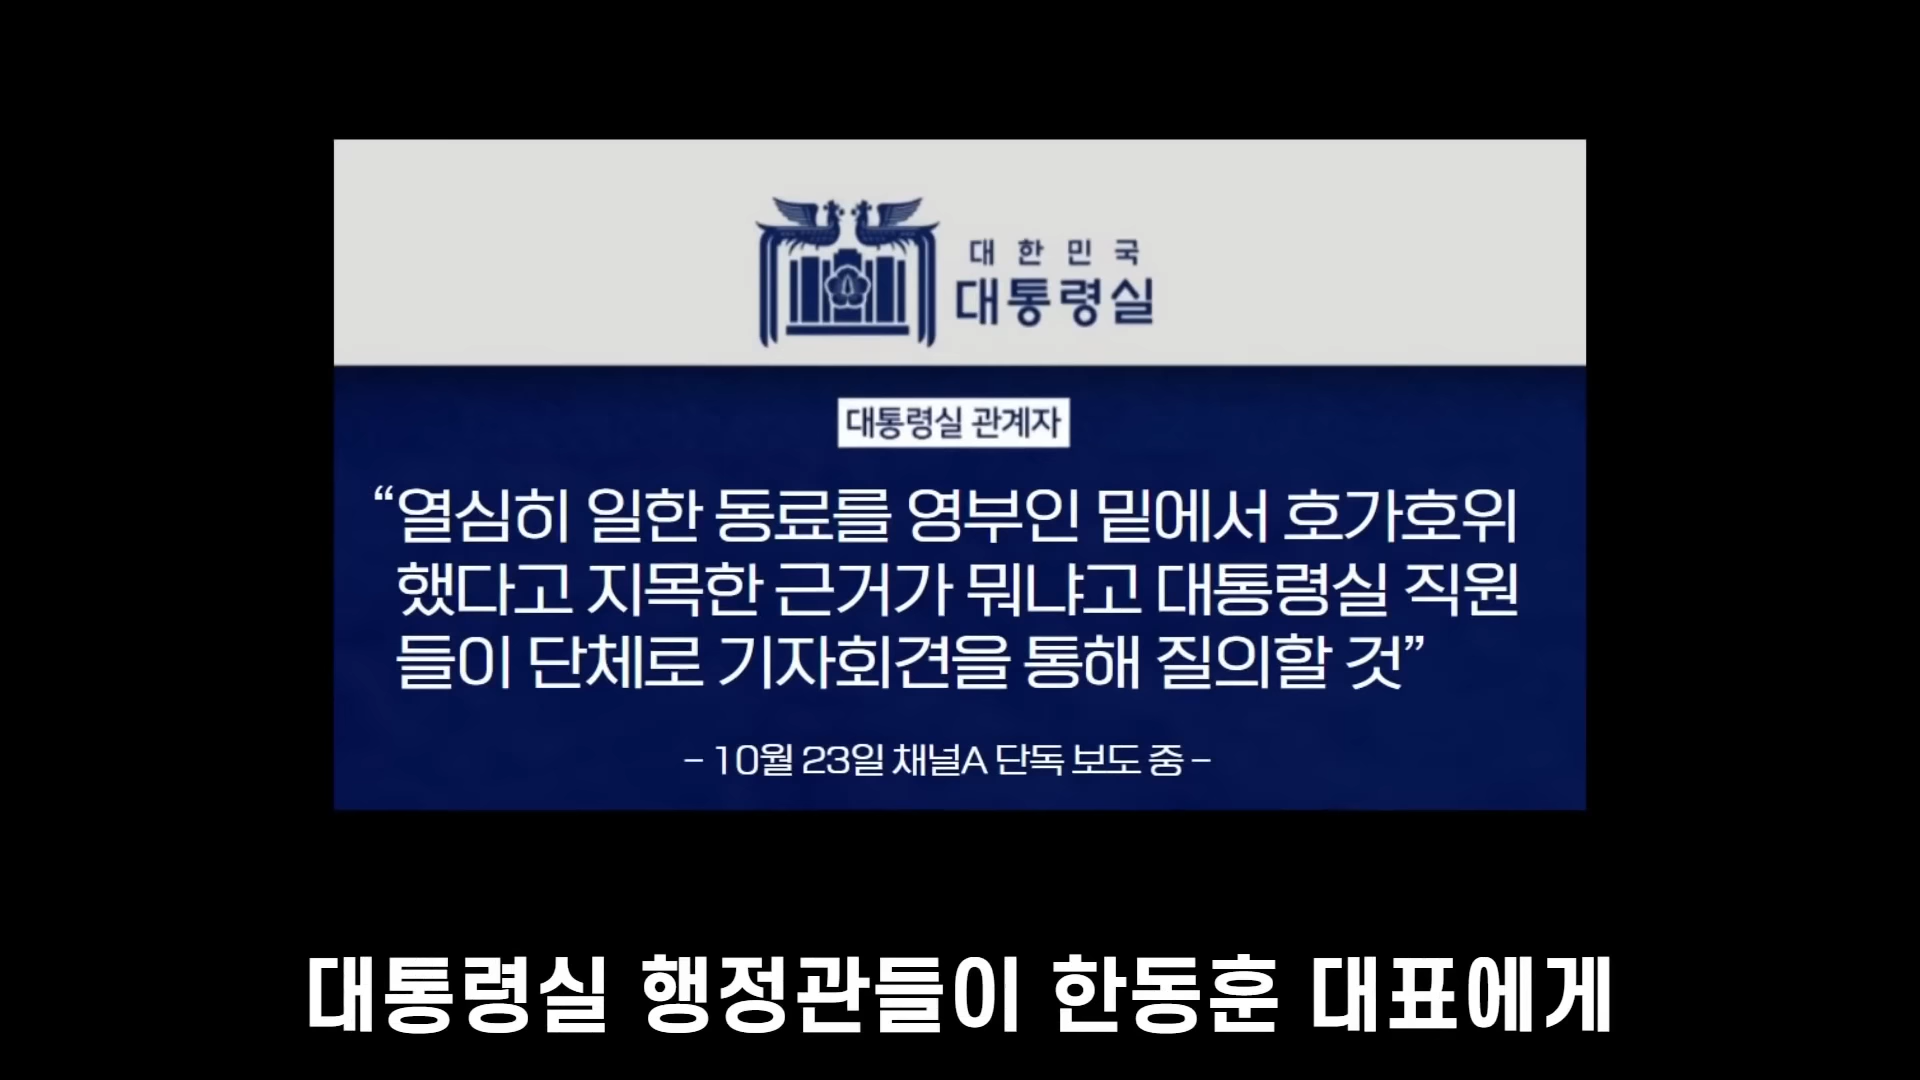 대한민국
대통령실
대통령실 관계자
“열심히 일한 동료를 영부인 밑에서 호가호위
했다고 지목한 근거가 뭐냐고 대통령실 직원
들이 단체로 기자회견을 통해 질의할 것”
– 10월 23일 채널A 단독 보도 중 –
대통령실 행정관들이 한동훈 대표에게